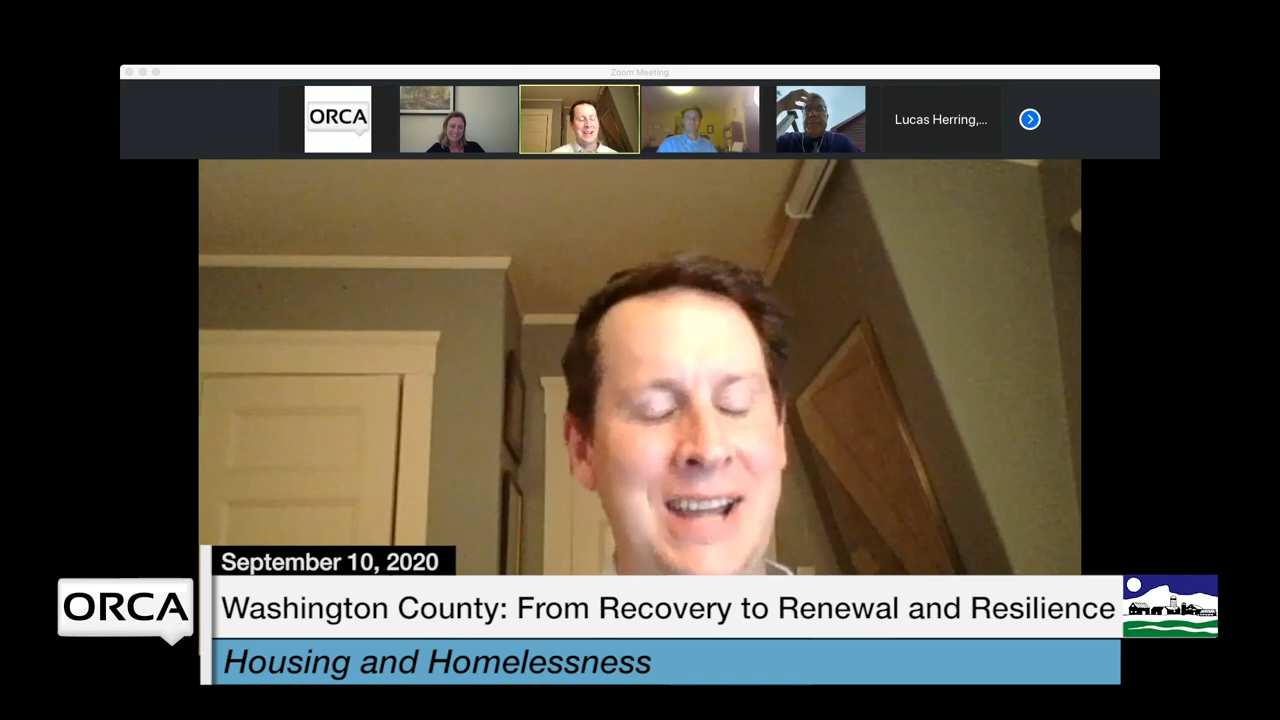 Zoom Meeting
ORCA
Lucas Herring,...
September 10, 2020
ORCA
Washington County: From Recovery to Renewal and Resilience
Housing and Homelessness